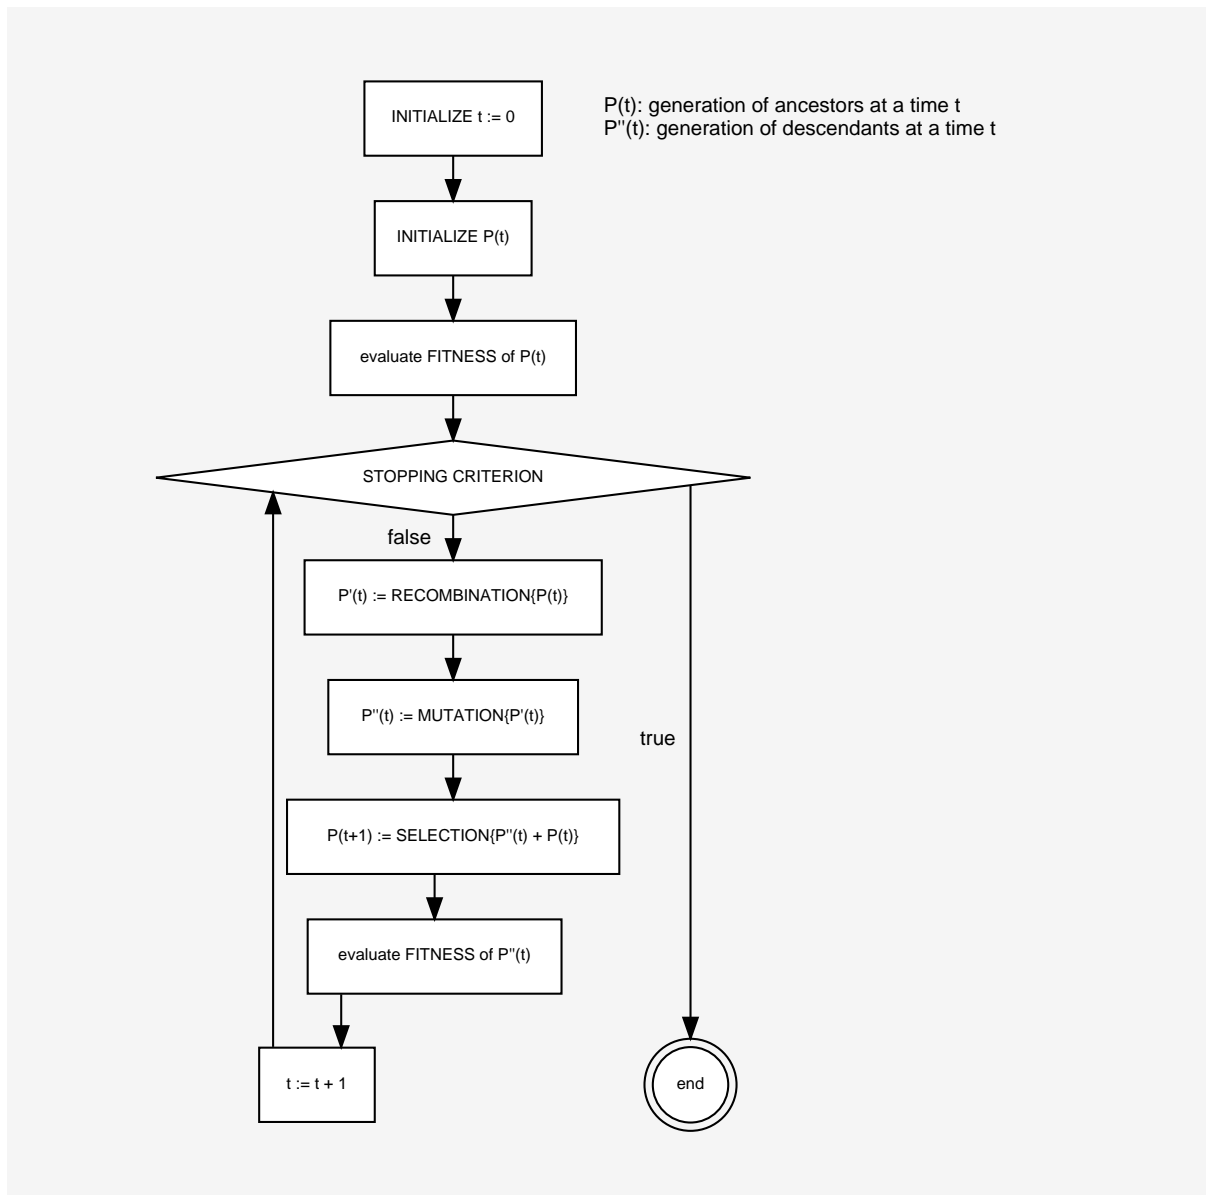 INITIALIZE t := 0
P(t): generation of ancestors at a time t
P''(t): generation of descendants at a time t
INITIALIZE P(t)
evaluate FITNESS of P(t)
STOPPING CRITERION
false
P'(t) := RECOMBINATION{P(t)}
P''(t) := MUTATION{P'(t)}
true
P(t+1) := SELECTION{P''(t) + P(t)}
evaluate FITNESS of P''(t)
t := t + 1
end